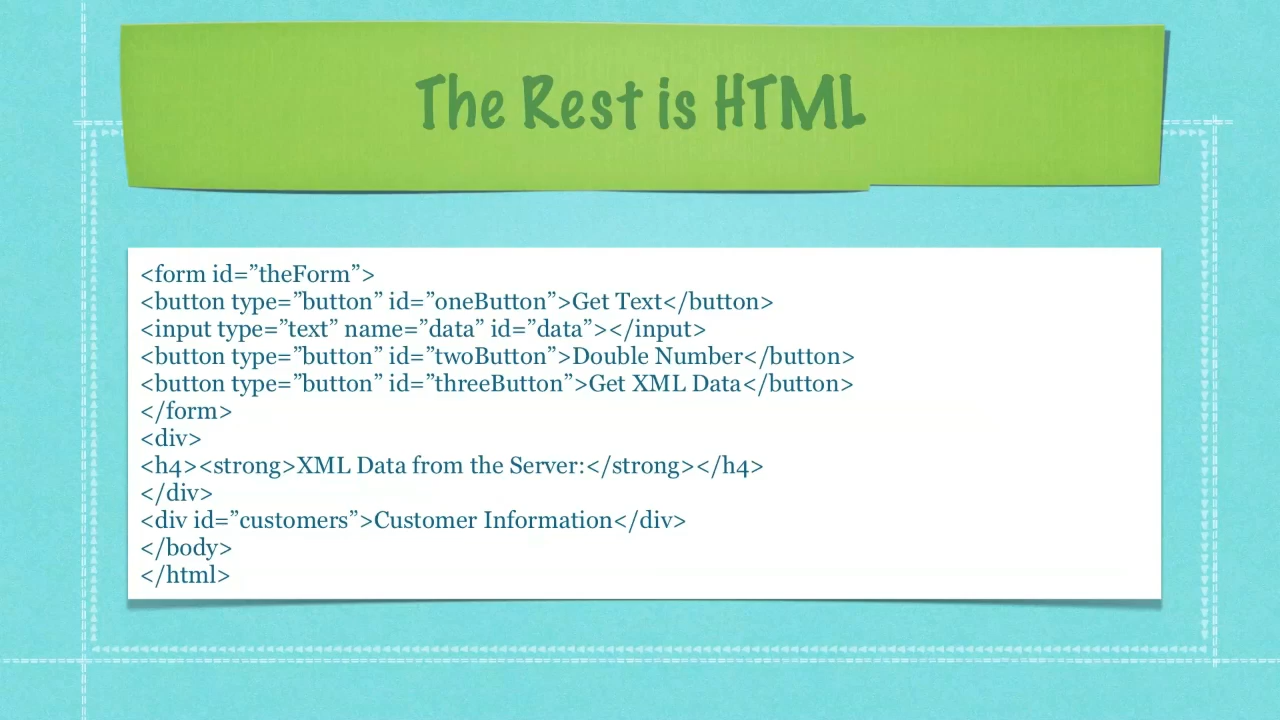 The Rest is HTML
<form id=”theForm”>
<button type=”button” id=”oneButton”>Get Text</button>
<input type=”text” name=”data” id=”data”></input>
<button type=”button” id=”twoButton”>Double Number</button>
<button type=”button” id=”threeButton”>Get XML Data</button>
</form>
<div>
<h4><strong>XML Data from the Server:</strong></h4>
</div>
<div id=”customers”>Customer Information</div>
</body>
</html>